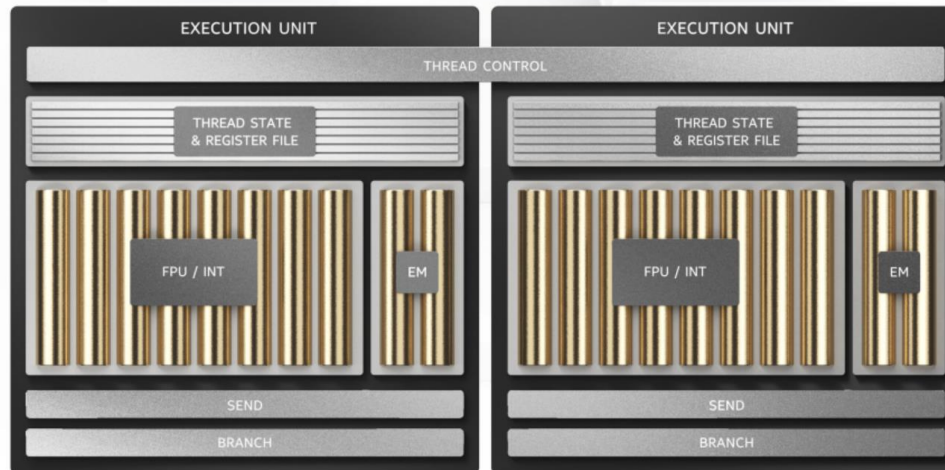 EXECUTION UNIT
EXECUTION UNIT
THREAD CONTROL
THREAD STATE
& REGISTER FILE
THREAD STATE
& REGISTER FILE
FPU / INT
EM
FPU / INT
EM
SEND
SEND
BRANCH
BRANCH